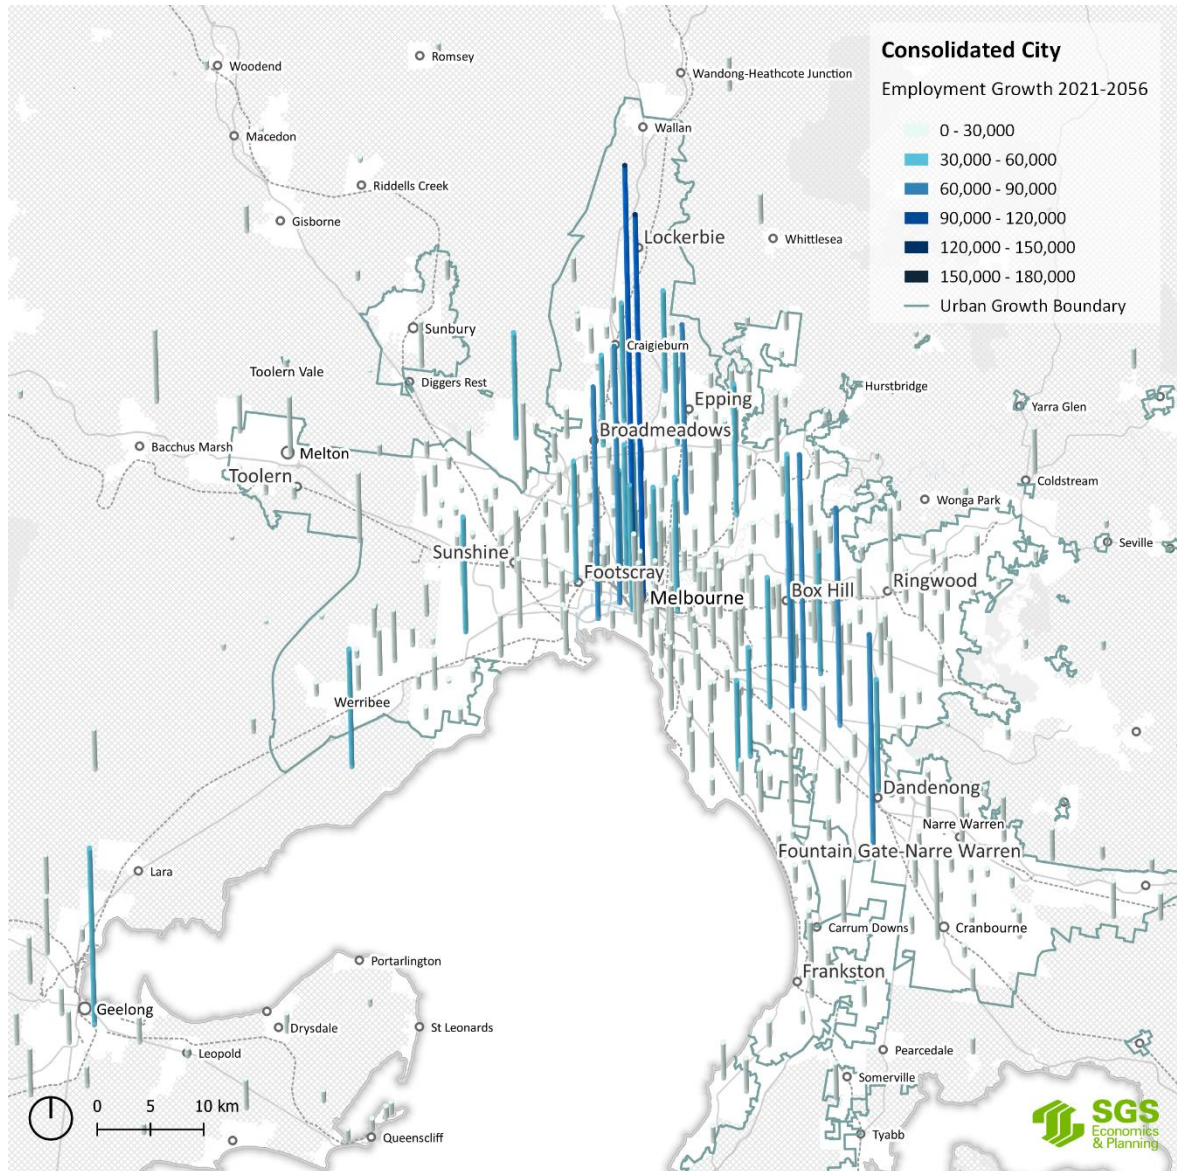 Consolidated City
Employment Growth 2021-2056
0 - 30,000
30,000 - 60,000
60,000 - 90,000
90,000 - 120,000
120,000 - 150,000
150,000 - 180,000
Urban Growth Boundary
Romsey
Woodend
Wandong-Heathcote Junction
Wallan
Macedon
Riddells Creek
Gisborne
Lockerbie
Whittlesea
Sunbury
Craigieburn
Toolern Vale
Diggers Rest
Hurstbridge
Epping
Yarra Glen
Broadmeadows
Bacchus Marsh
Melton
Toolern
Coldstream
Wonga Park
Seville
Sunshine
Footscray
Melbourne
Box Hill
Ringwood
Werribee
Dandenong
Narre Warren
Fountain Gate-Narre Warren
Lara
Carrum Downs
Cranbourne
Portarlington
Frankston
Geelong
Drysdale
St Leonards
Leopold
Pearcedale
Somerville
0 5 10 km
Queenscliff
Tyabb
SGS
Economics
& Planning